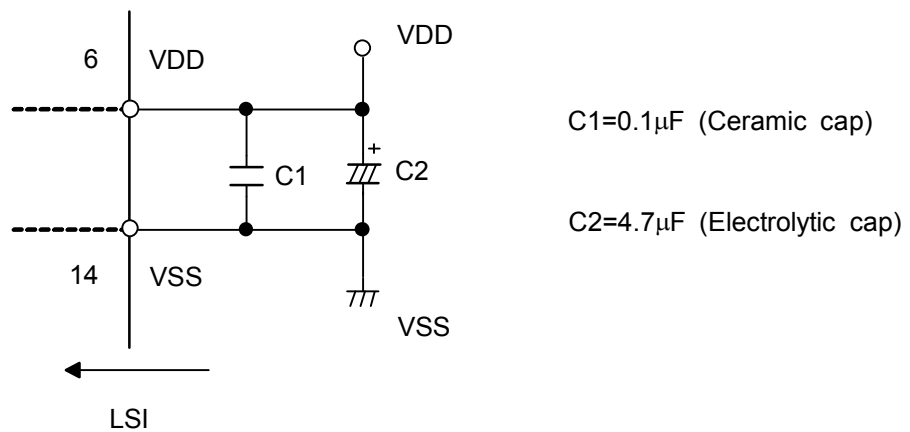 VDD
6 VDD
C1=0.1μF (Ceramic cap)
+
C1 C2
C2=4.7μF (Electrolytic cap)
14 VSS
VSS
LSI